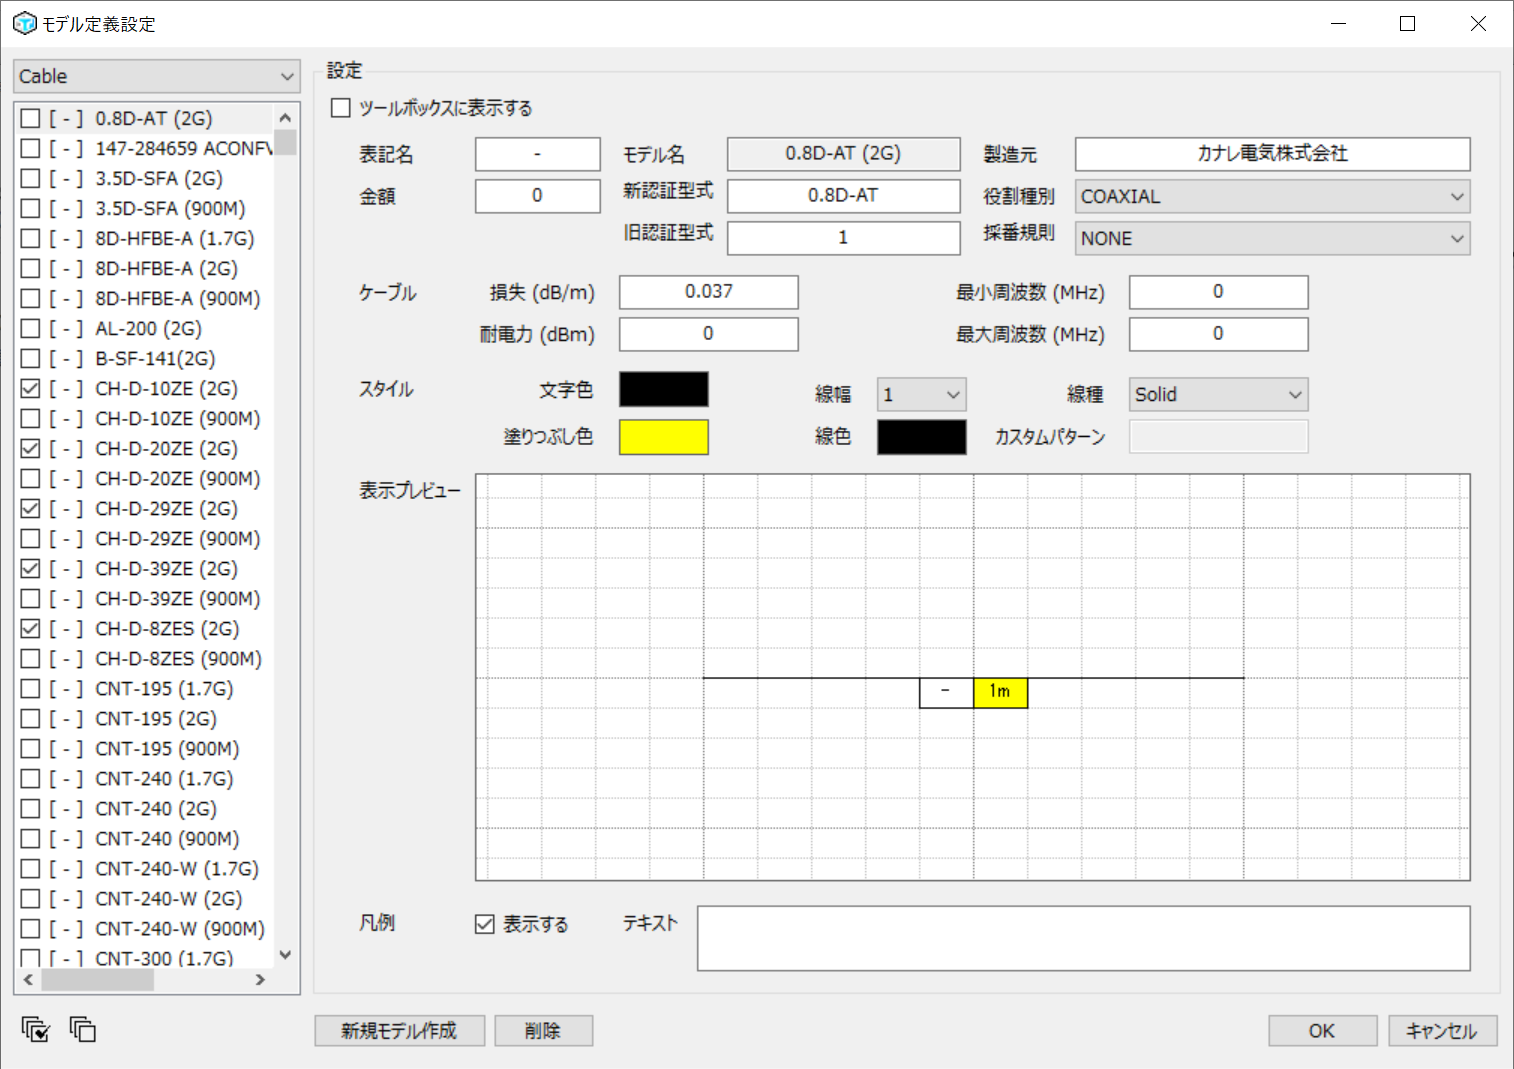 モデル定義設定
Cable
[ - ] 0.8D-AT (2G)
[ - ] 147-284659 ACONFV
[ - ] 3.5D-SFA (2G)
[ - ] 3.5D-SFA (900M)
[ - ] 8D-HFBE-A (1.7G)
[ - ] 8D-HFBE-A (2G)
[ - ] 8D-HFBE-A (900M)
[ - ] AL-200 (2G)
[ - ] B-SF-141(2G)
[ - ] CH-D-10ZE (2G)
[ - ] CH-D-10ZE (900M)
[ - ] CH-D-20ZE (2G)
[ - ] CH-D-20ZE (900M)
[ - ] CH-D-29ZE (2G)
[ - ] CH-D-29ZE (900M)
[ - ] CH-D-39ZE (2G)
[ - ] CH-D-39ZE (900M)
[ - ] CH-D-8ZES (2G)
[ - ] CH-D-8ZES (900M)
[ - ] CNT-195 (1.7G)
[ - ] CNT-195 (2G)
[ - ] CNT-195 (900M)
[ - ] CNT-240 (1.7G)
[ - ] CNT-240 (2G)
[ - ] CNT-240 (900M)
[ - ] CNT-240-W (1.7G)
[ - ] CNT-240-W (2G)
[ - ] CNT-240-W (900M)
[ - ] CNT-300 (1.7G)
設定
ツールボックスに表示する
表記名 - モデル名 0.8D-AT (2G) 製造元 カナレ電気株式会社
金額 0 新認証型式 0.8D-AT 役割種別 COAXIAL
旧認証型式 1 採番規則 NONE
ケーブル 損失 (dB/m) 0.037 最小周波数 (MHz) 0
耐電力 (dBm) 0 最大周波数 (MHz) 0
スタイル 文字色 線幅 1 線種 Solid
塗りつぶし色 線色 カスタムパターン
表示プレビュー
- 1m
凡例 表示する テキスト
新規モデル作成 削除 OK キャンセル